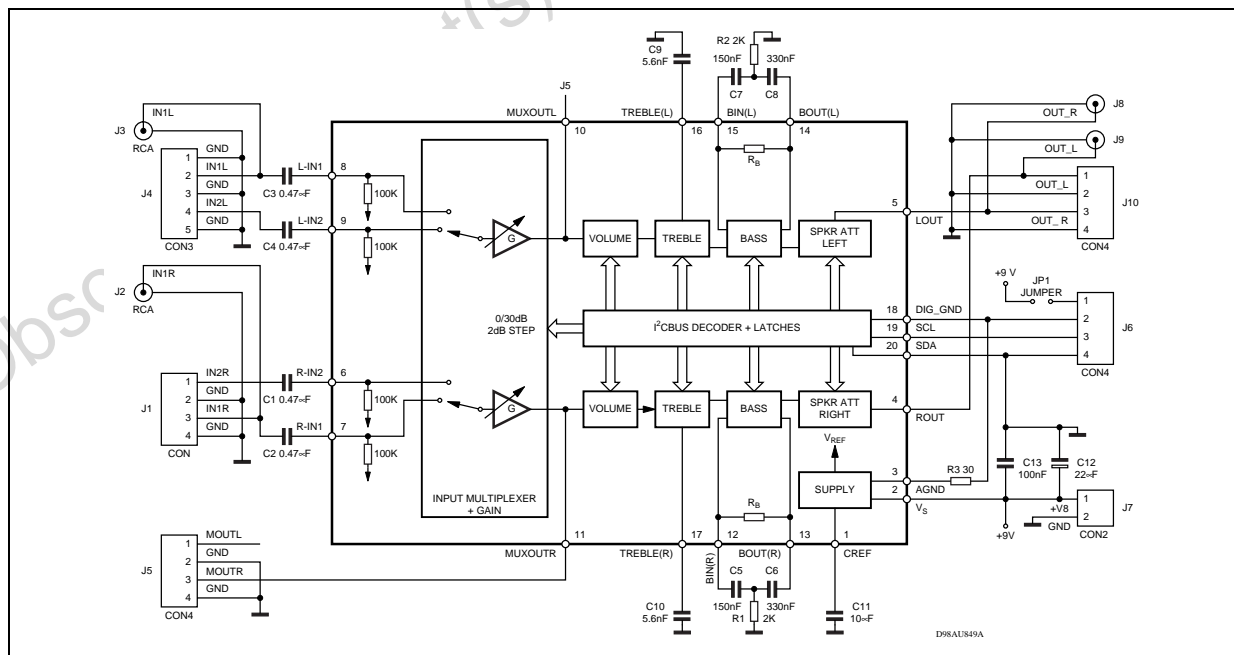 t(s)
Obsc
C9
5.6nF
R2 2K
150nF
330nF
C7
C8
J5
MUXOUTL
TREBLE(L)
BIN(L)
BOUT(L)
10
16
15
14
J3
IN1L
RCA
GND
IN1L
GND
IN2L
GND
1
2
3
4
5
J4
CON3
C3 0.47∝F
L-IN1
8
100K
C4 0.47∝F
L-IN2
9
100K
G
VOLUME
TREBLE
BASS
SPKR ATT
LEFT
RB
5
LOUT
J8
OUT_R
J9
OUT_L
OUT_L
OUT_R
1
2
3
4
J10
CON4
IN1R
J2
RCA
0/30dB
2dB STEP
I2CBUS DECODER + LATCHES
18
DIG_GND
19
SCL
20
SDA
+9 V
JP1
JUMPER
1
2
3
4
J6
CON4
IN2R
GND
IN1R
GND
1
2
3
4
J1
CON
C1 0.47∝F
R-IN2
6
100K
C2 0.47∝F
R-IN1
7
100K
G
VOLUME
TREBLE
BASS
SPKR ATT
RIGHT
4
ROUT
VREF
SUPPLY
3
AGND
2
VS
R3 30
C13
100nF
C12
22∝F
+V8
GND
+9V
1
2
J7
CON2
INPUT MULTIPLEXER
+ GAIN
RB
11
17
12
13
1
MUXOUTR
TREBLE(R)
BIN(R)
BOUT(R)
CREF
MOUTL
GND
MOUTR
GND
1
2
3
4
J5
CON4
C10
5.6nF
C5
C6
150nF
330nF
R1
2K
C11
10∝F
D98AU849A